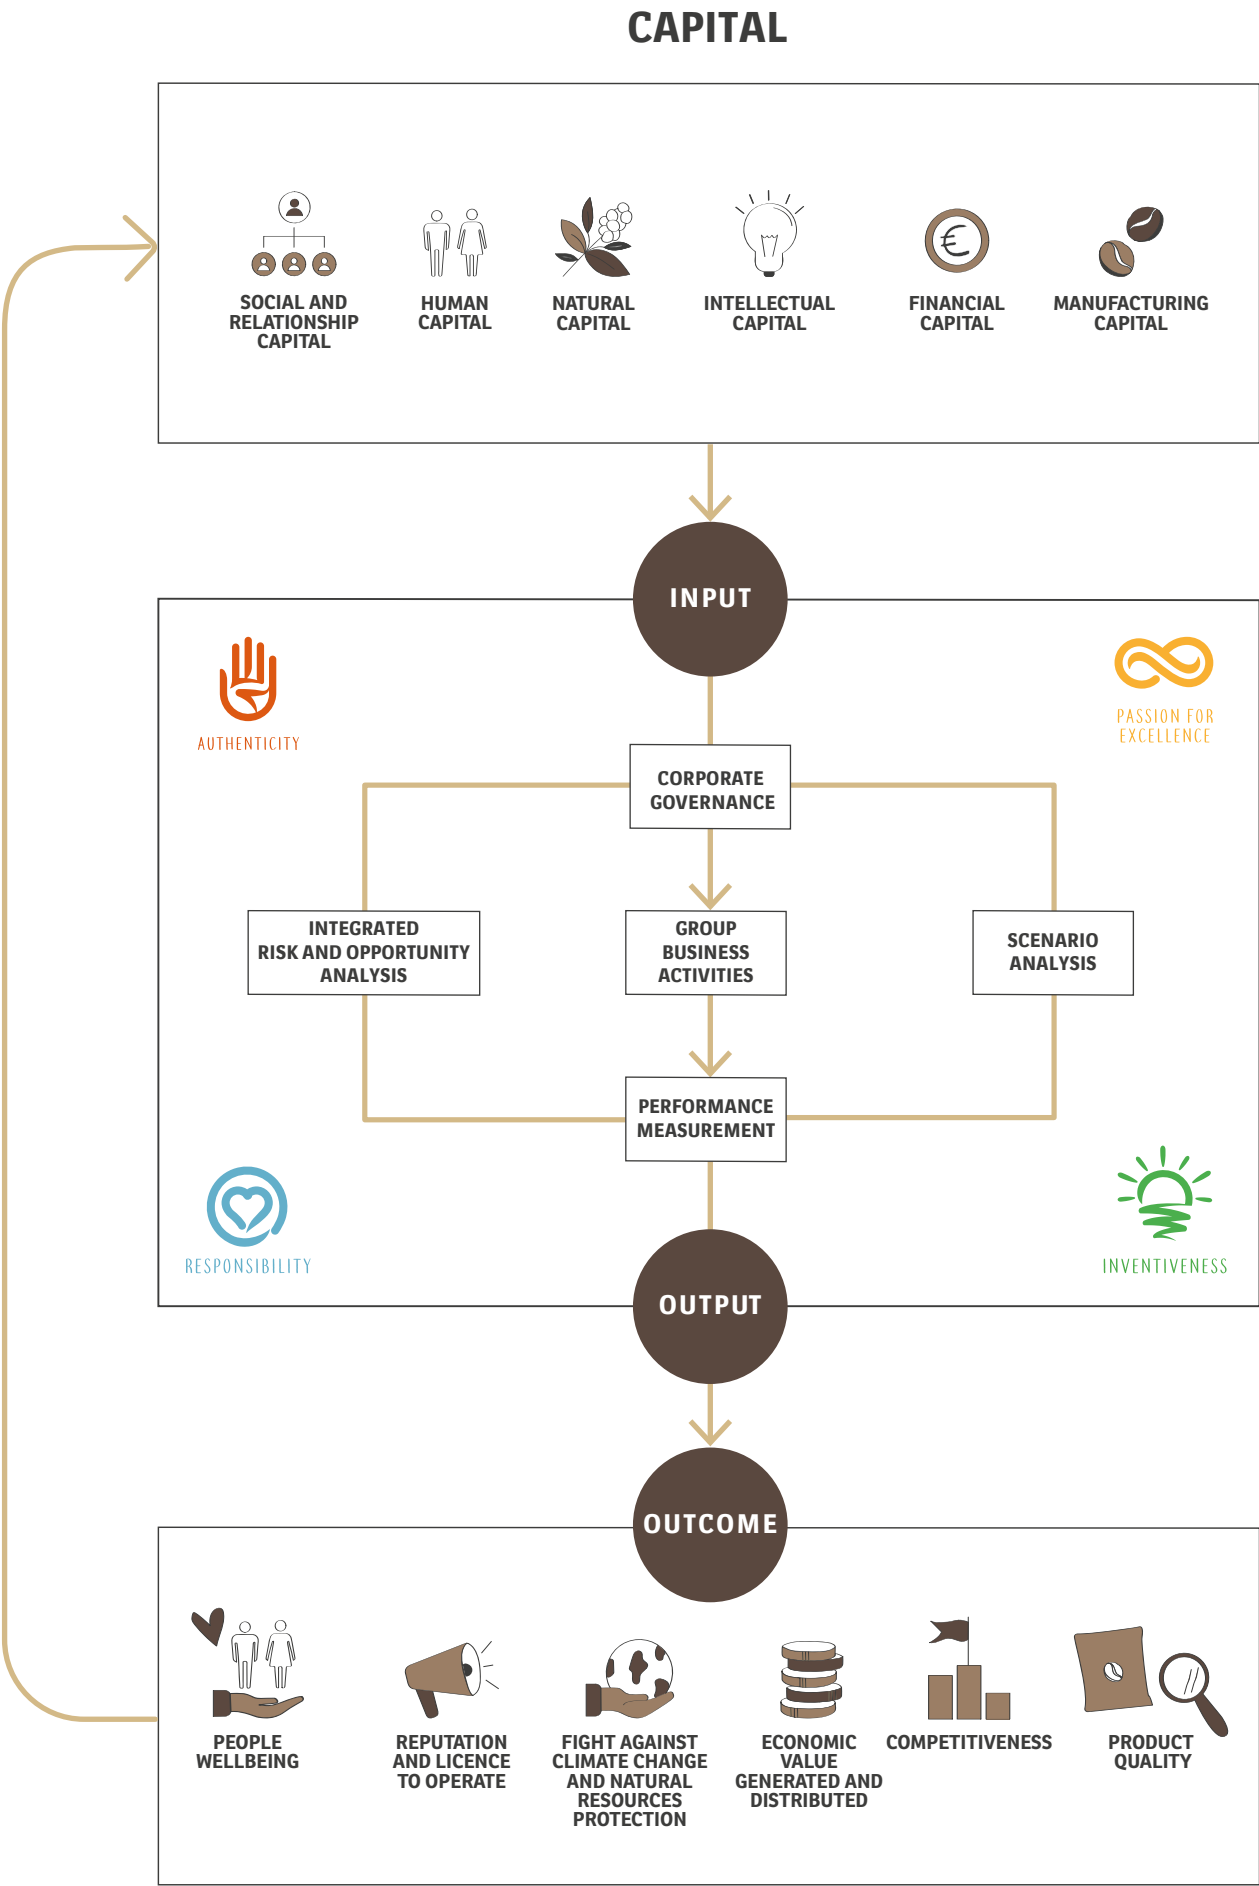 CAPITAL
SOCIAL AND
RELATIONSHIP
CAPITAL
HUMAN
CAPITAL
NATURAL
CAPITAL
INTELLECTUAL
CAPITAL
FINANCIAL
CAPITAL
MANUFACTURING
CAPITAL
INPUT
AUTHENTICITY
PASSION FOR
EXCELLENCE
CORPORATE
GOVERNANCE
INTEGRATED
RISK AND OPPORTUNITY
ANALYSIS
GROUP
BUSINESS
ACTIVITIES
SCENARIO
ANALYSIS
PERFORMANCE
MEASUREMENT
RESPONSIBILITY
INVENTIVENESS
OUTPUT
OUTCOME
PEOPLE
WELLBEING
REPUTATION
AND LICENCE
TO OPERATE
FIGHT AGAINST
CLIMATE CHANGE
AND NATURAL
RESOURCES
PROTECTION
ECONOMIC
VALUE
GENERATED AND
DISTRIBUTED
COMPETITIVENESS
PRODUCT
QUALITY